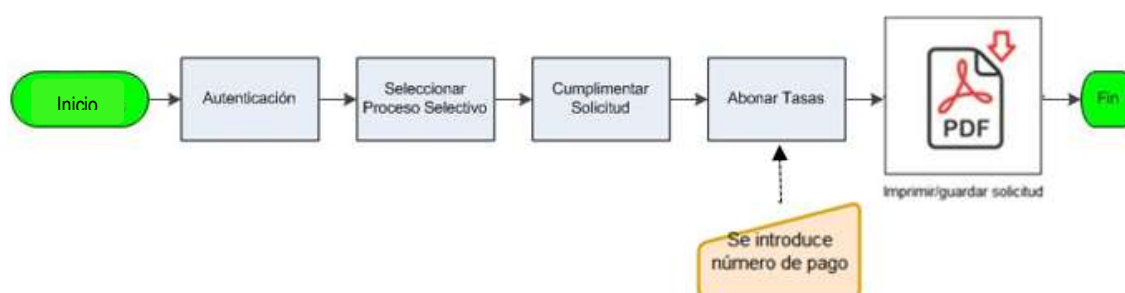 Inicio
Autenticación
Seleccionar
Proceso Selectivo
Cumplimentar
Solicitud
Abonar Tasas
PDF
Imprimir/guardar solicitud
Fin
Se introduce
número de pago